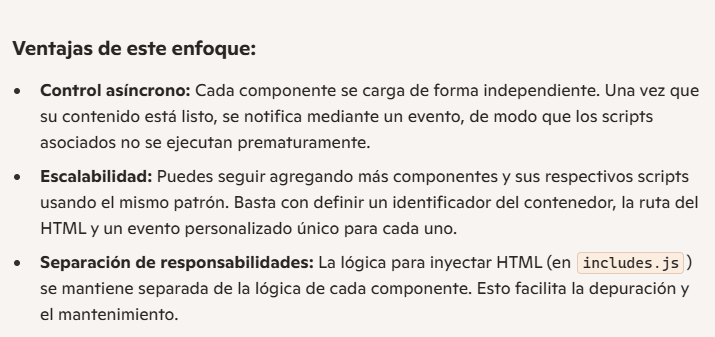 Ventajas de este enfoque:
• Control asíncrono: Cada componente se carga de forma independiente. Una vez que
su contenido está listo, se notifica mediante un evento, de modo que los scripts
asociados no se ejecutan prematuramente.
• Escalabilidad: Puedes seguir agregando más componentes y sus respectivos scripts
usando el mismo patrón. Basta con definir un identificador del contenedor, la ruta del
HTML y un evento personalizado único para cada uno.
• Separación de responsabilidades: La lógica para inyectar HTML (en includes.js)
se mantiene separada de la lógica de cada componente. Esto facilita la depuración y
el mantenimiento.